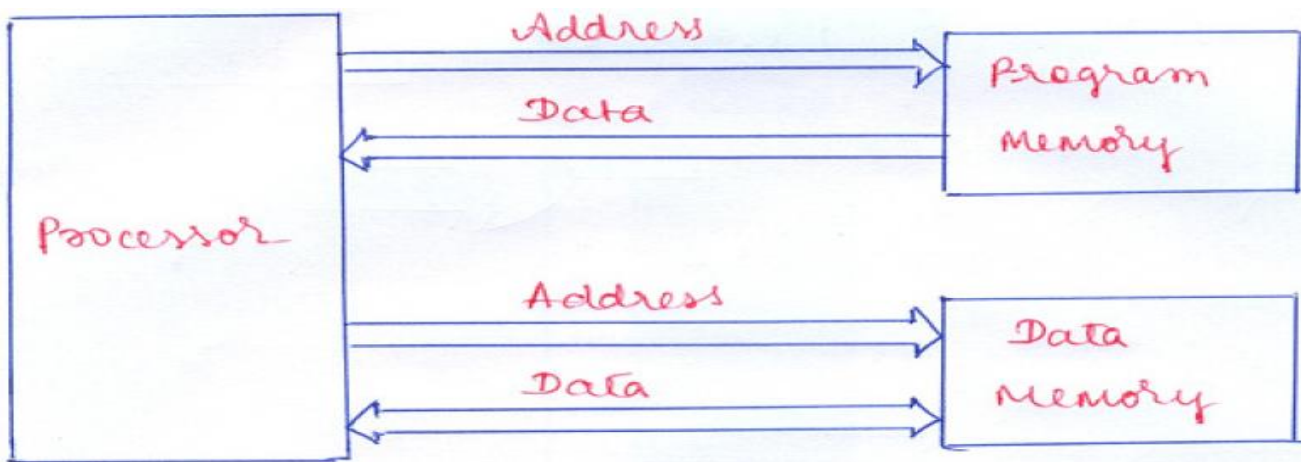 Address
Program
Memory
Data
Processor
Address
Data
Memory
Data